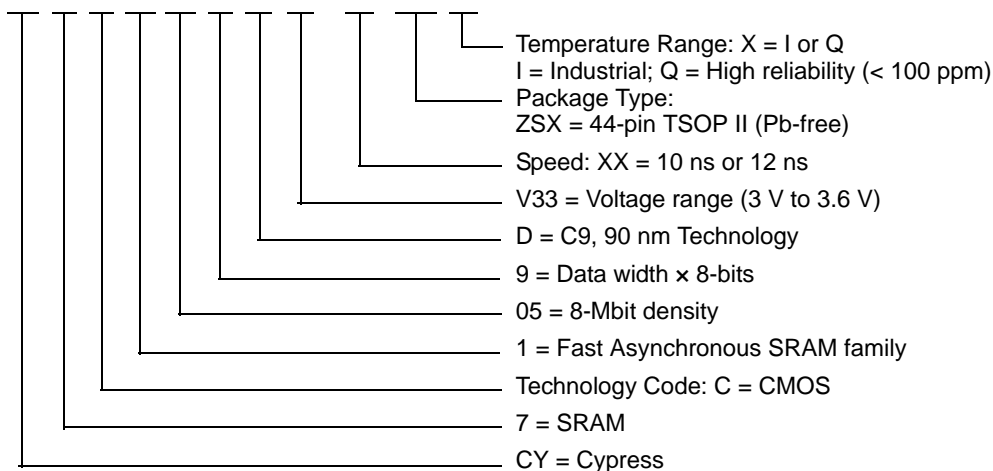 Temperature Range: X = I or Q
I = Industrial; Q = High reliability (< 100 ppm)
Package Type:
ZSX = 44-pin TSOP II (Pb-free)
Speed: XX = 10 ns or 12 ns
V33 = Voltage range (3 V to 3.6 V)
D = C9, 90 nm Technology
9 = Data width × 8-bits
05 = 8-Mbit density
1 = Fast Asynchronous SRAM family
Technology Code: C = CMOS
7 = SRAM
CY = Cypress